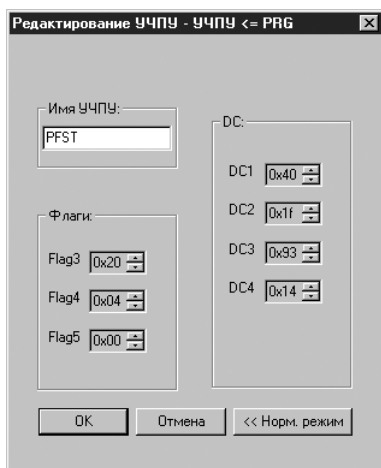 Редактирование УЧПУ - УЧПУ <= PRG
Имя УЧПУ:
PFST
Флаги:
Flag3 0x20
Flag4 0x04
Flag5 0x00
DC:
DC1 0x40
DC2 0x1f
DC3 0x93
DC4 0x14
OK Отмена << Норм. режим